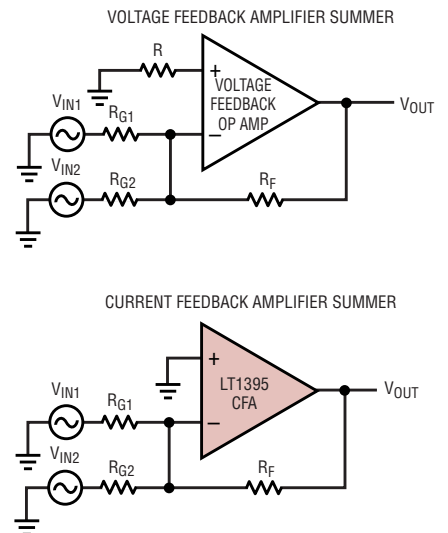 VOLTAGE FEEDBACK AMPLIFIER SUMMER
R
+
VOLTAGE
FEEDBACK
OP AMP
–
VOUT
VIN1
RG1
VIN2
RG2
RF
CURRENT FEEDBACK AMPLIFIER SUMMER
+
LT1395
CFA
–
VOUT
VIN1
RG1
VIN2
RG2
RF